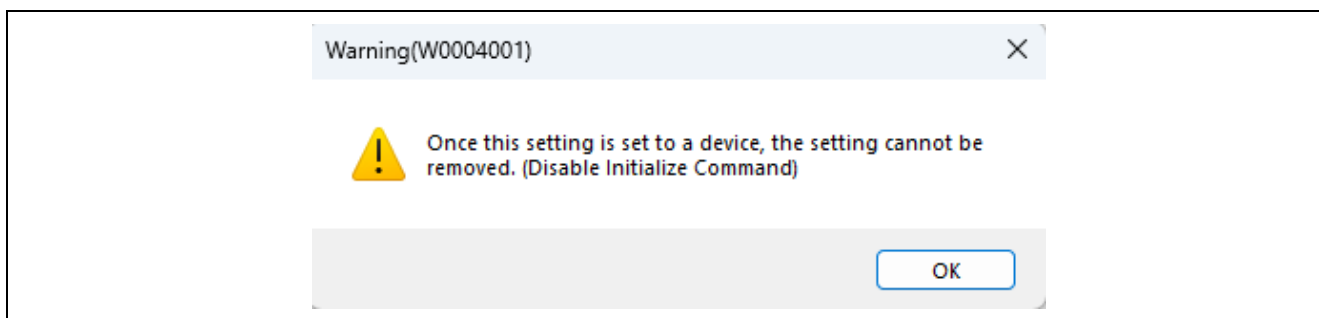 Warning(W0004001)
Once this setting is set to a device, the setting cannot be
removed. (Disable Initialize Command)
OK